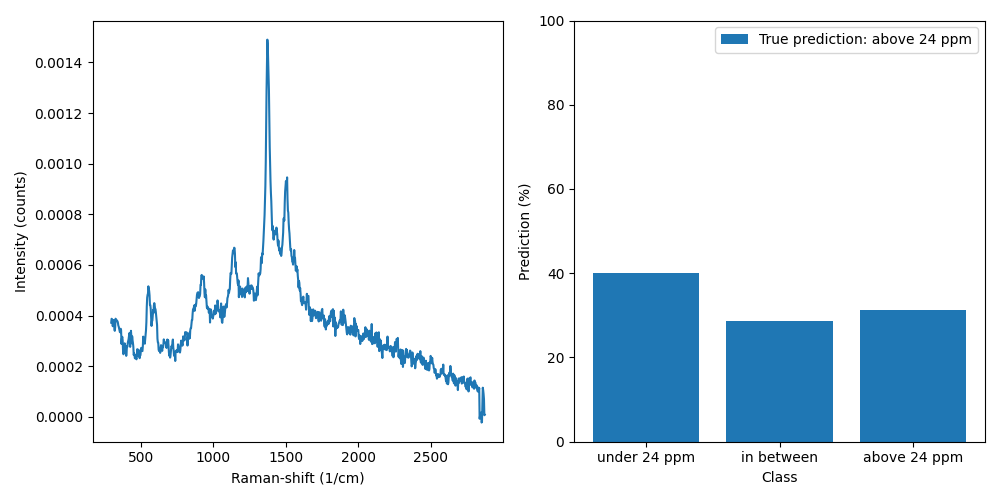 0.0014
0.0012
0.0010
0.0008
0.0006
0.0004
0.0002
0.0000
Intensity (counts)
500 1000 1500 2000 2500
Raman-shift (1/cm)
100
80
60
40
20
0
Prediction (%)
True prediction: above 24 ppm
under 24 ppm in between above 24 ppm
Class